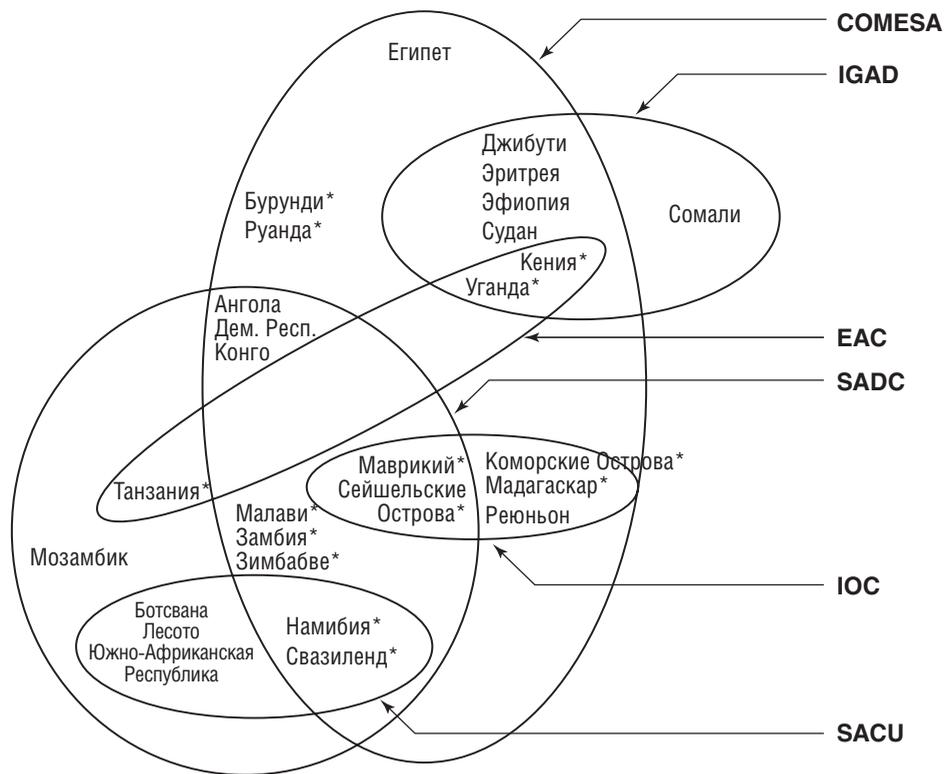 COMESA
Египет
IGAD
Джибути
Эритрея
Эфиопия
Судан
Сомали
Бурунди*
Руанда*
Кения*
Уганда*
Ангола
Дем. Респ.
Конго
EAC
SADC
Маврикий*
Сейшельские
Острова*
Коморские Острова*
Мадагаскар*
Реюньон
Танзания*
Малави*
Замбия*
Зимбабве*
Мозамбик
IOC
Ботсвана
Лесото
Южно-Африканская
Республика
Намибия*
Свазиленд*
SACU